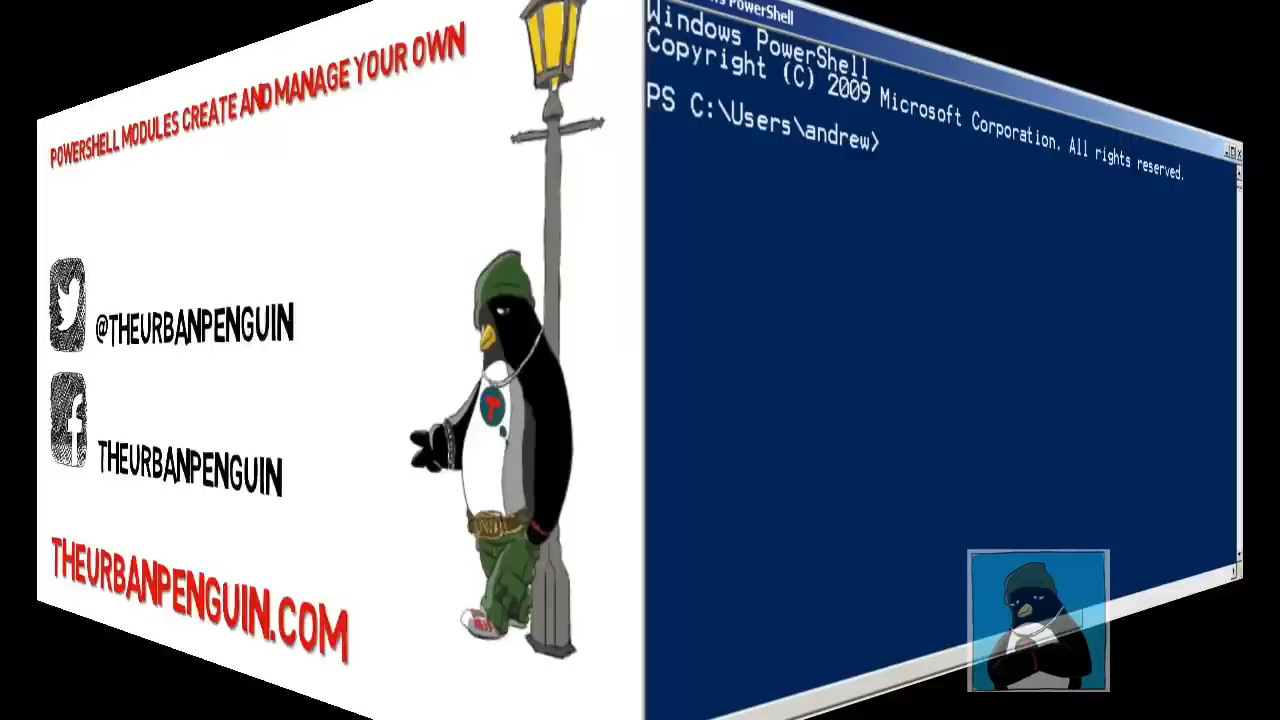 POWERSHELL MODULES CREATE AND MANAGE YOUR OWN
@THEURBANPENGUIN
THEURBANPENGUIN
THEURBANPENGUIN.COM
PowerShell
Windows PowerShell
Copyright (C) 2009 Microsoft Corporation. All rights reserved.
PS C:\Users\andrew>